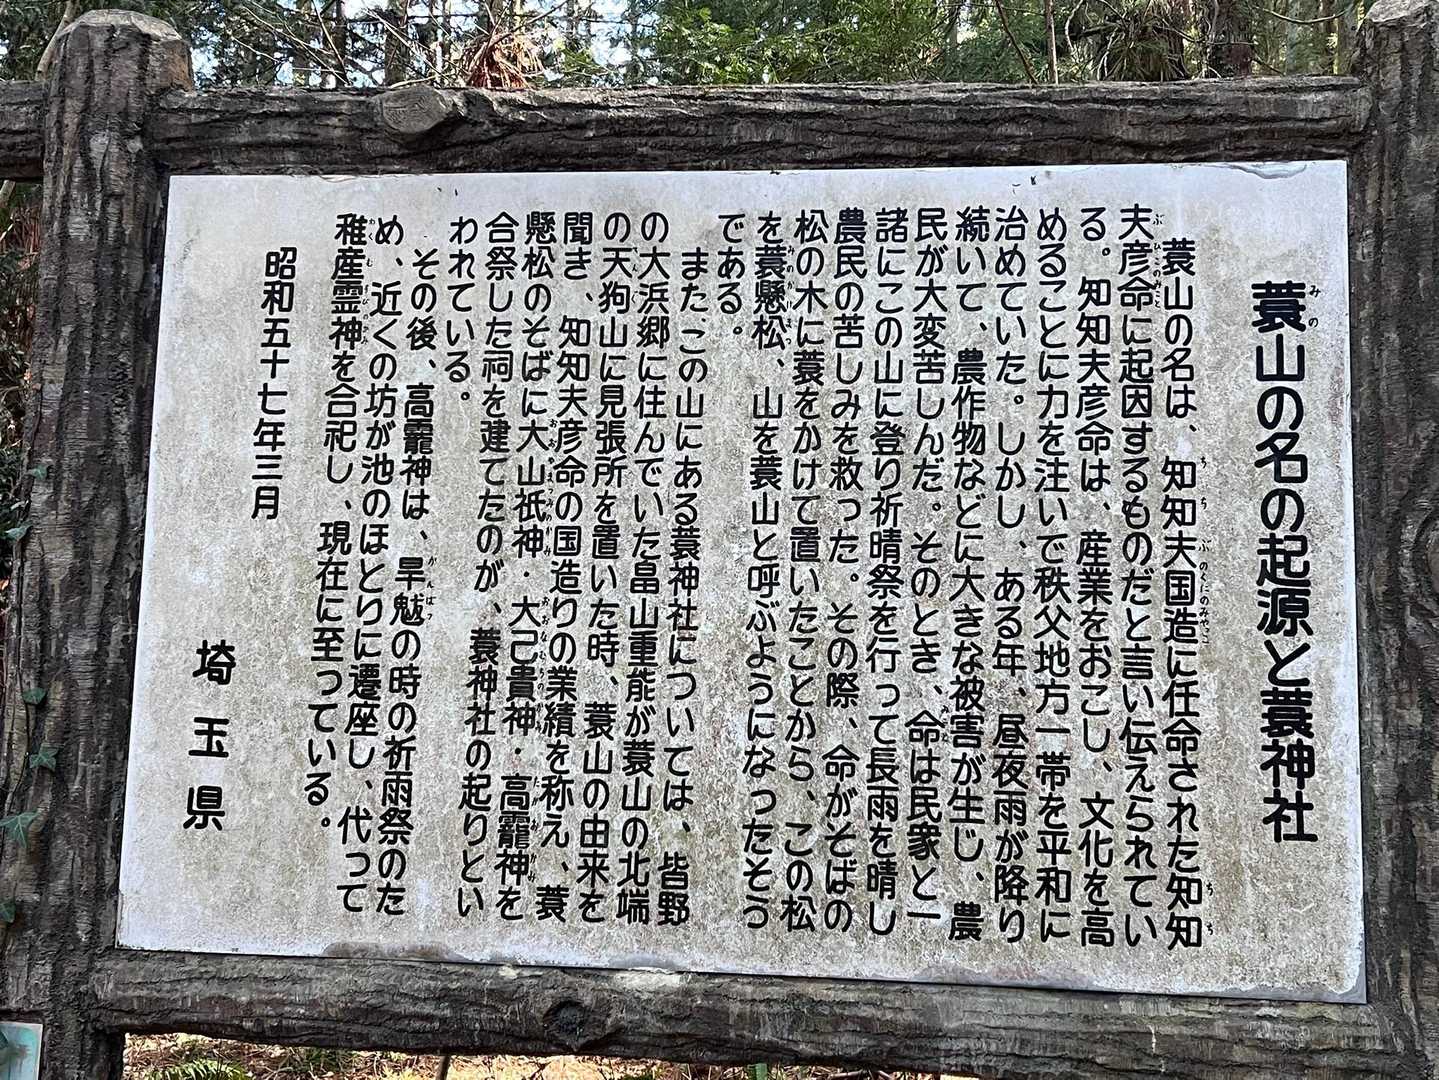 蓑山の名の起源と蓑神社
蓑山の名は、知知夫国造に任命された知知
夫彦命に起因するものだと言い伝えられてい
る。知知夫彦命は、産業をおこし、文化を高
めることに力を注いで秩父地方一帯を平和に
治めていた。しかし、ある年、昼夜雨が降り
続いて、農作物などに大きな被害が生じ、農
民が大変苦しんだ。そのとき、命は民衆と一
諸にこの山に登り祈晴祭を行って長雨を晴し
農民の苦しみを救った。その際、命がそばの
松の木に蓑をかけて置いたことから、この松
を蓑懸松、山を蓑山と呼ぶようになったそう
である。
また、この山にある蓑神社については、皆野
の大浜郷に住んでいた畠山重能が蓑山の北端
の天狗山に見張所を置いた時、蓑山の由来を
聞き、知知夫彦命の国造りの業績を称え、蓑
懸松のそばに大山祇神・大己貴神・高龗神を
合祭した祠を建てたのが、蓑神社の起りとい
われている。
その後、高龗神は、旱魃の時の祈雨祭のた
め、近くの坊が池のほとりに遷座し、代って
稚産霊神を合祀し、現在に至っている。
昭和五十七年三月
埼玉県